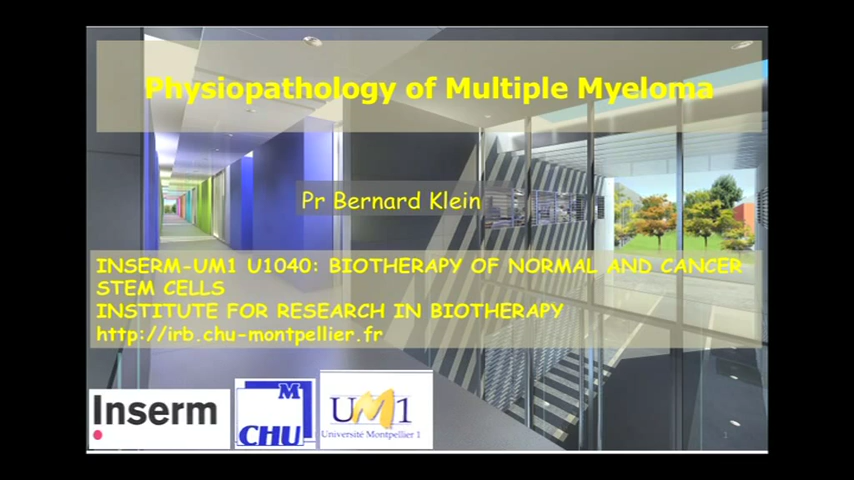 Physiopathology of Multiple Myeloma
Pr Bernard Klein
INSERM-UM1 U1040: BIOTHERAPY OF NORMAL AND CANCER
STEM CELLS
INSTITUTE FOR RESEARCH IN BIOTHERAPY
http://irb.chu-montpellier.fr
Inserm
M
CHU
UM1
Université Montpellier 1
1